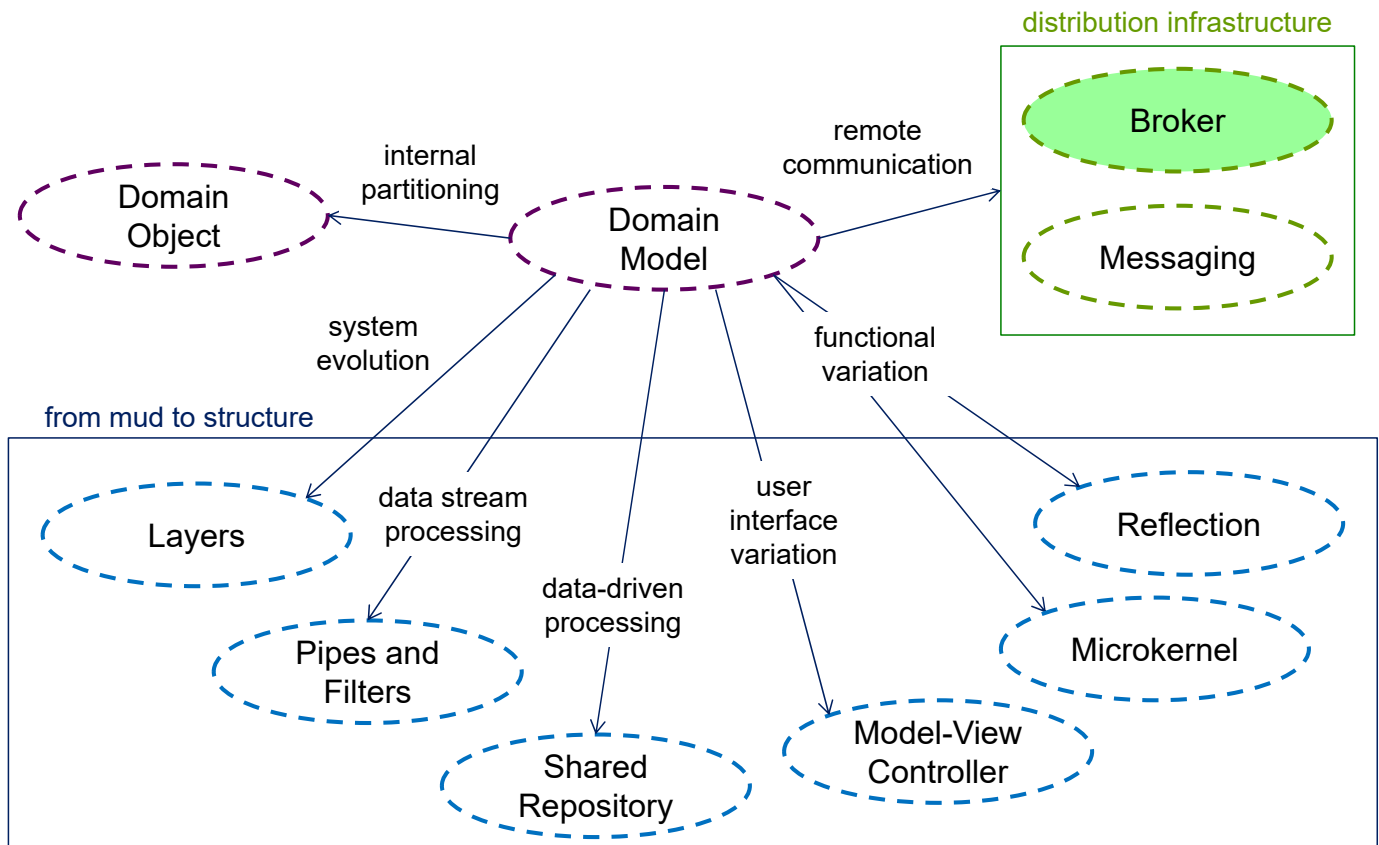 distribution infrastructure
Broker
remote
communication
internal
partitioning
Domain
Object
Domain
Model
Messaging
system
evolution
functional
variation
from mud to structure
data stream
processing
user
interface
variation
Layers
Reflection
data-driven
processing
Pipes and
Filters
Microkernel
Model-View
Controller
Shared
Repository